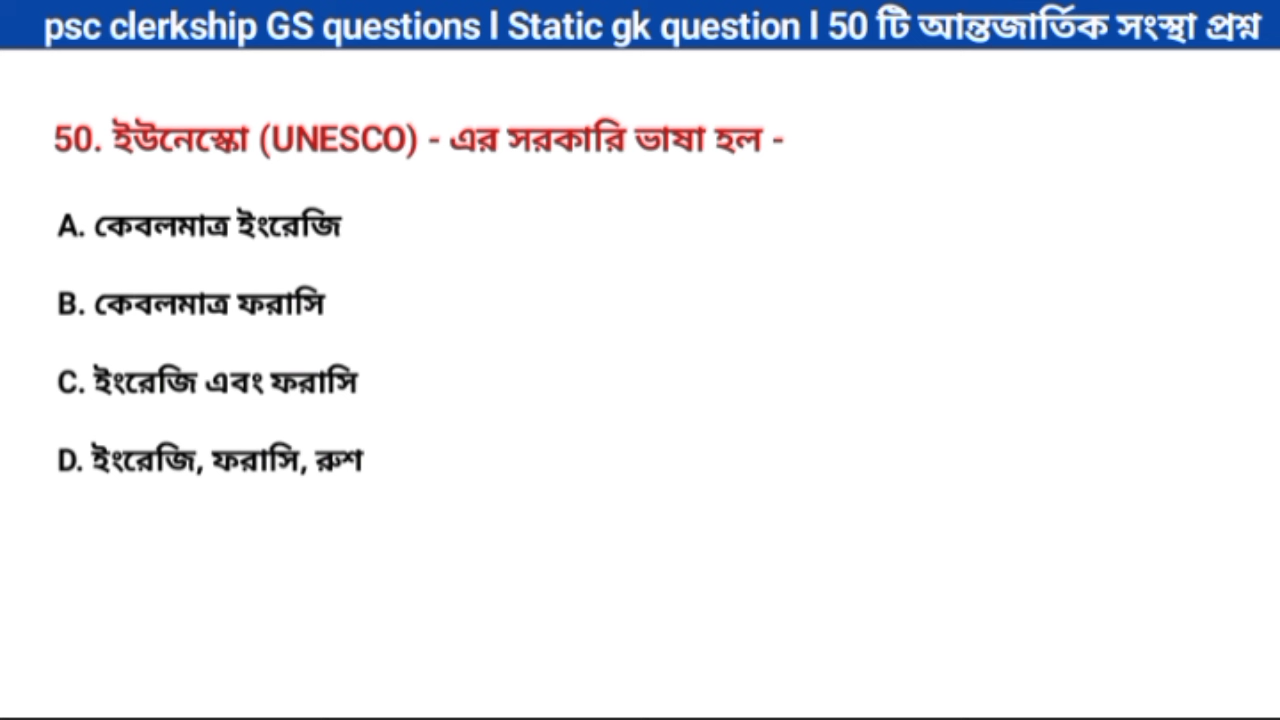 psc clerkship GS questions l Static gk question l 50 টি আন্তজার্তিক সংস্থা প্রশ্ন
50. ইউনেস্কো (UNESCO) - এর সরকারি ভাষা হল -
A. কেবলমাত্র ইংরেজি
B. কেবলমাত্র ফরাসি
C. ইংরেজি এবং ফরাসি
D. ইংরেজি, ফরাসি, রুশ